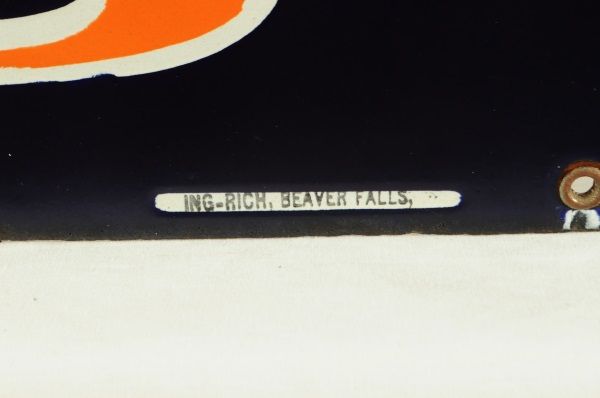 ING-RICH, BEAVER FALLS,